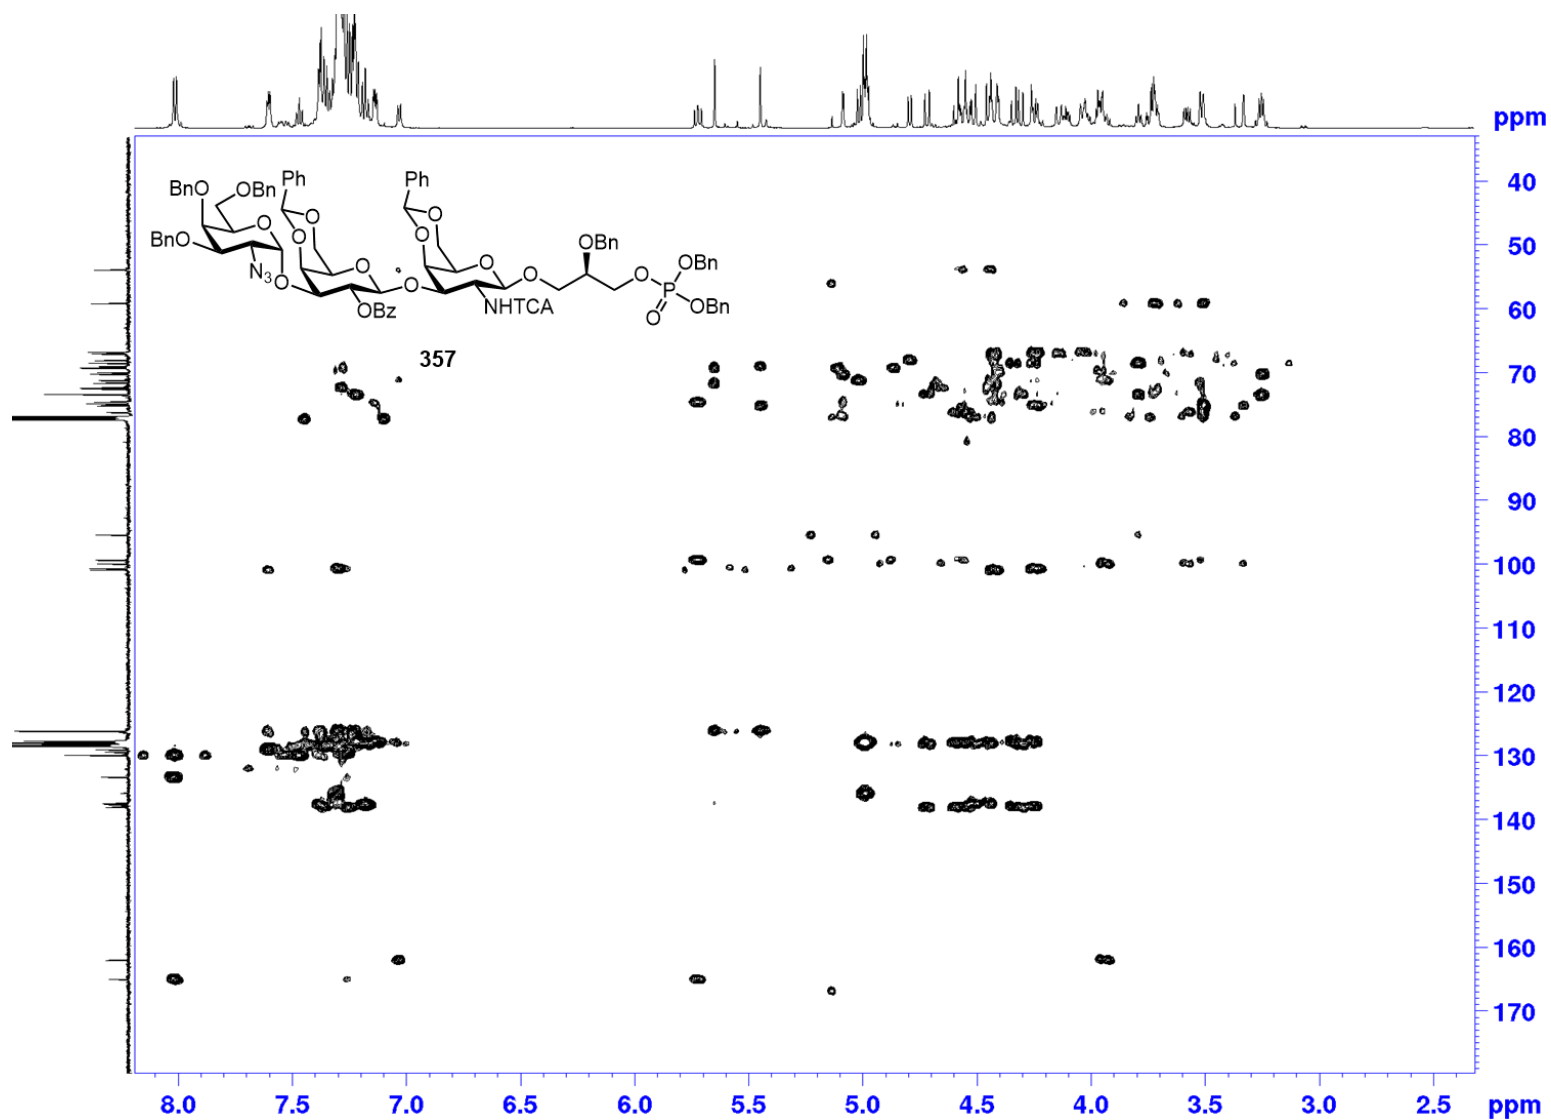 ppm
40
50
60
70
80
90
100
110
120
130
140
150
160
170
8.0 7.5 7.0 6.5 6.0 5.5 5.0 4.5 4.0 3.5 3.0 2.5 ppm
Ph Ph
BnO OBn
O O
O O O OBn
BnO O O O O OBn
N3 O P
O O NHTCA O OBn
OBz
357